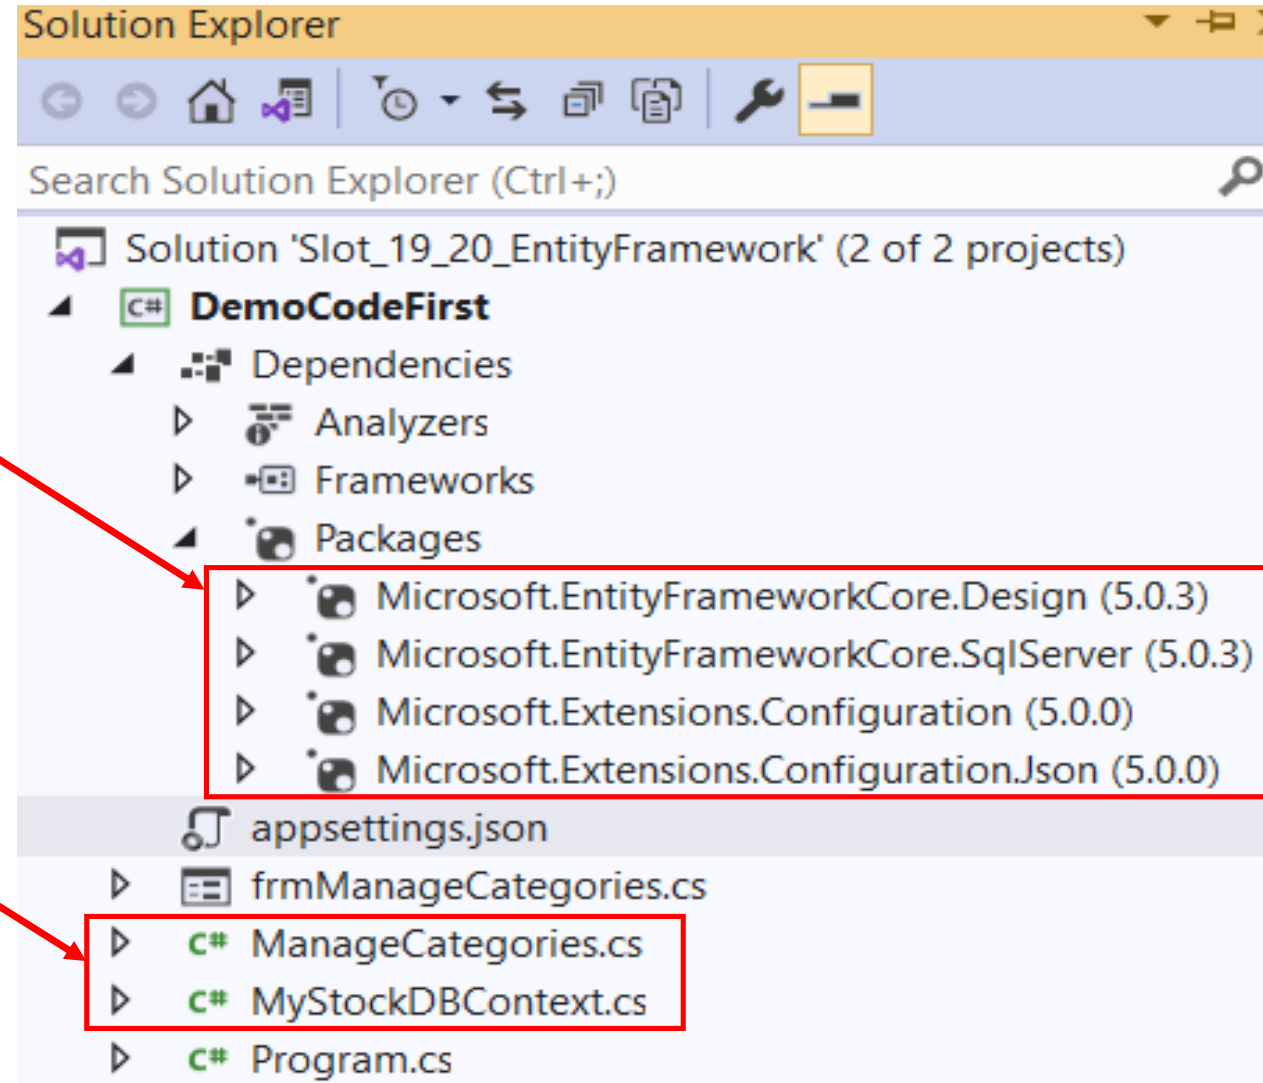 Solution Explorer
Search Solution Explorer (Ctrl+;)
Solution 'Slot_19_20_EntityFramework' (2 of 2 projects)
C# DemoCodeFirst
Dependencies
Analyzers
Frameworks
Packages
Microsoft.EntityFrameworkCore.Design (5.0.3)
Microsoft.EntityFrameworkCore.SqlServer (5.0.3)
Microsoft.Extensions.Configuration (5.0.0)
Microsoft.Extensions.Configuration.Json (5.0.0)
appsettings.json
frmManageCategories.cs
C# ManageCategories.cs
C# MyStockDBContext.cs
C# Program.cs